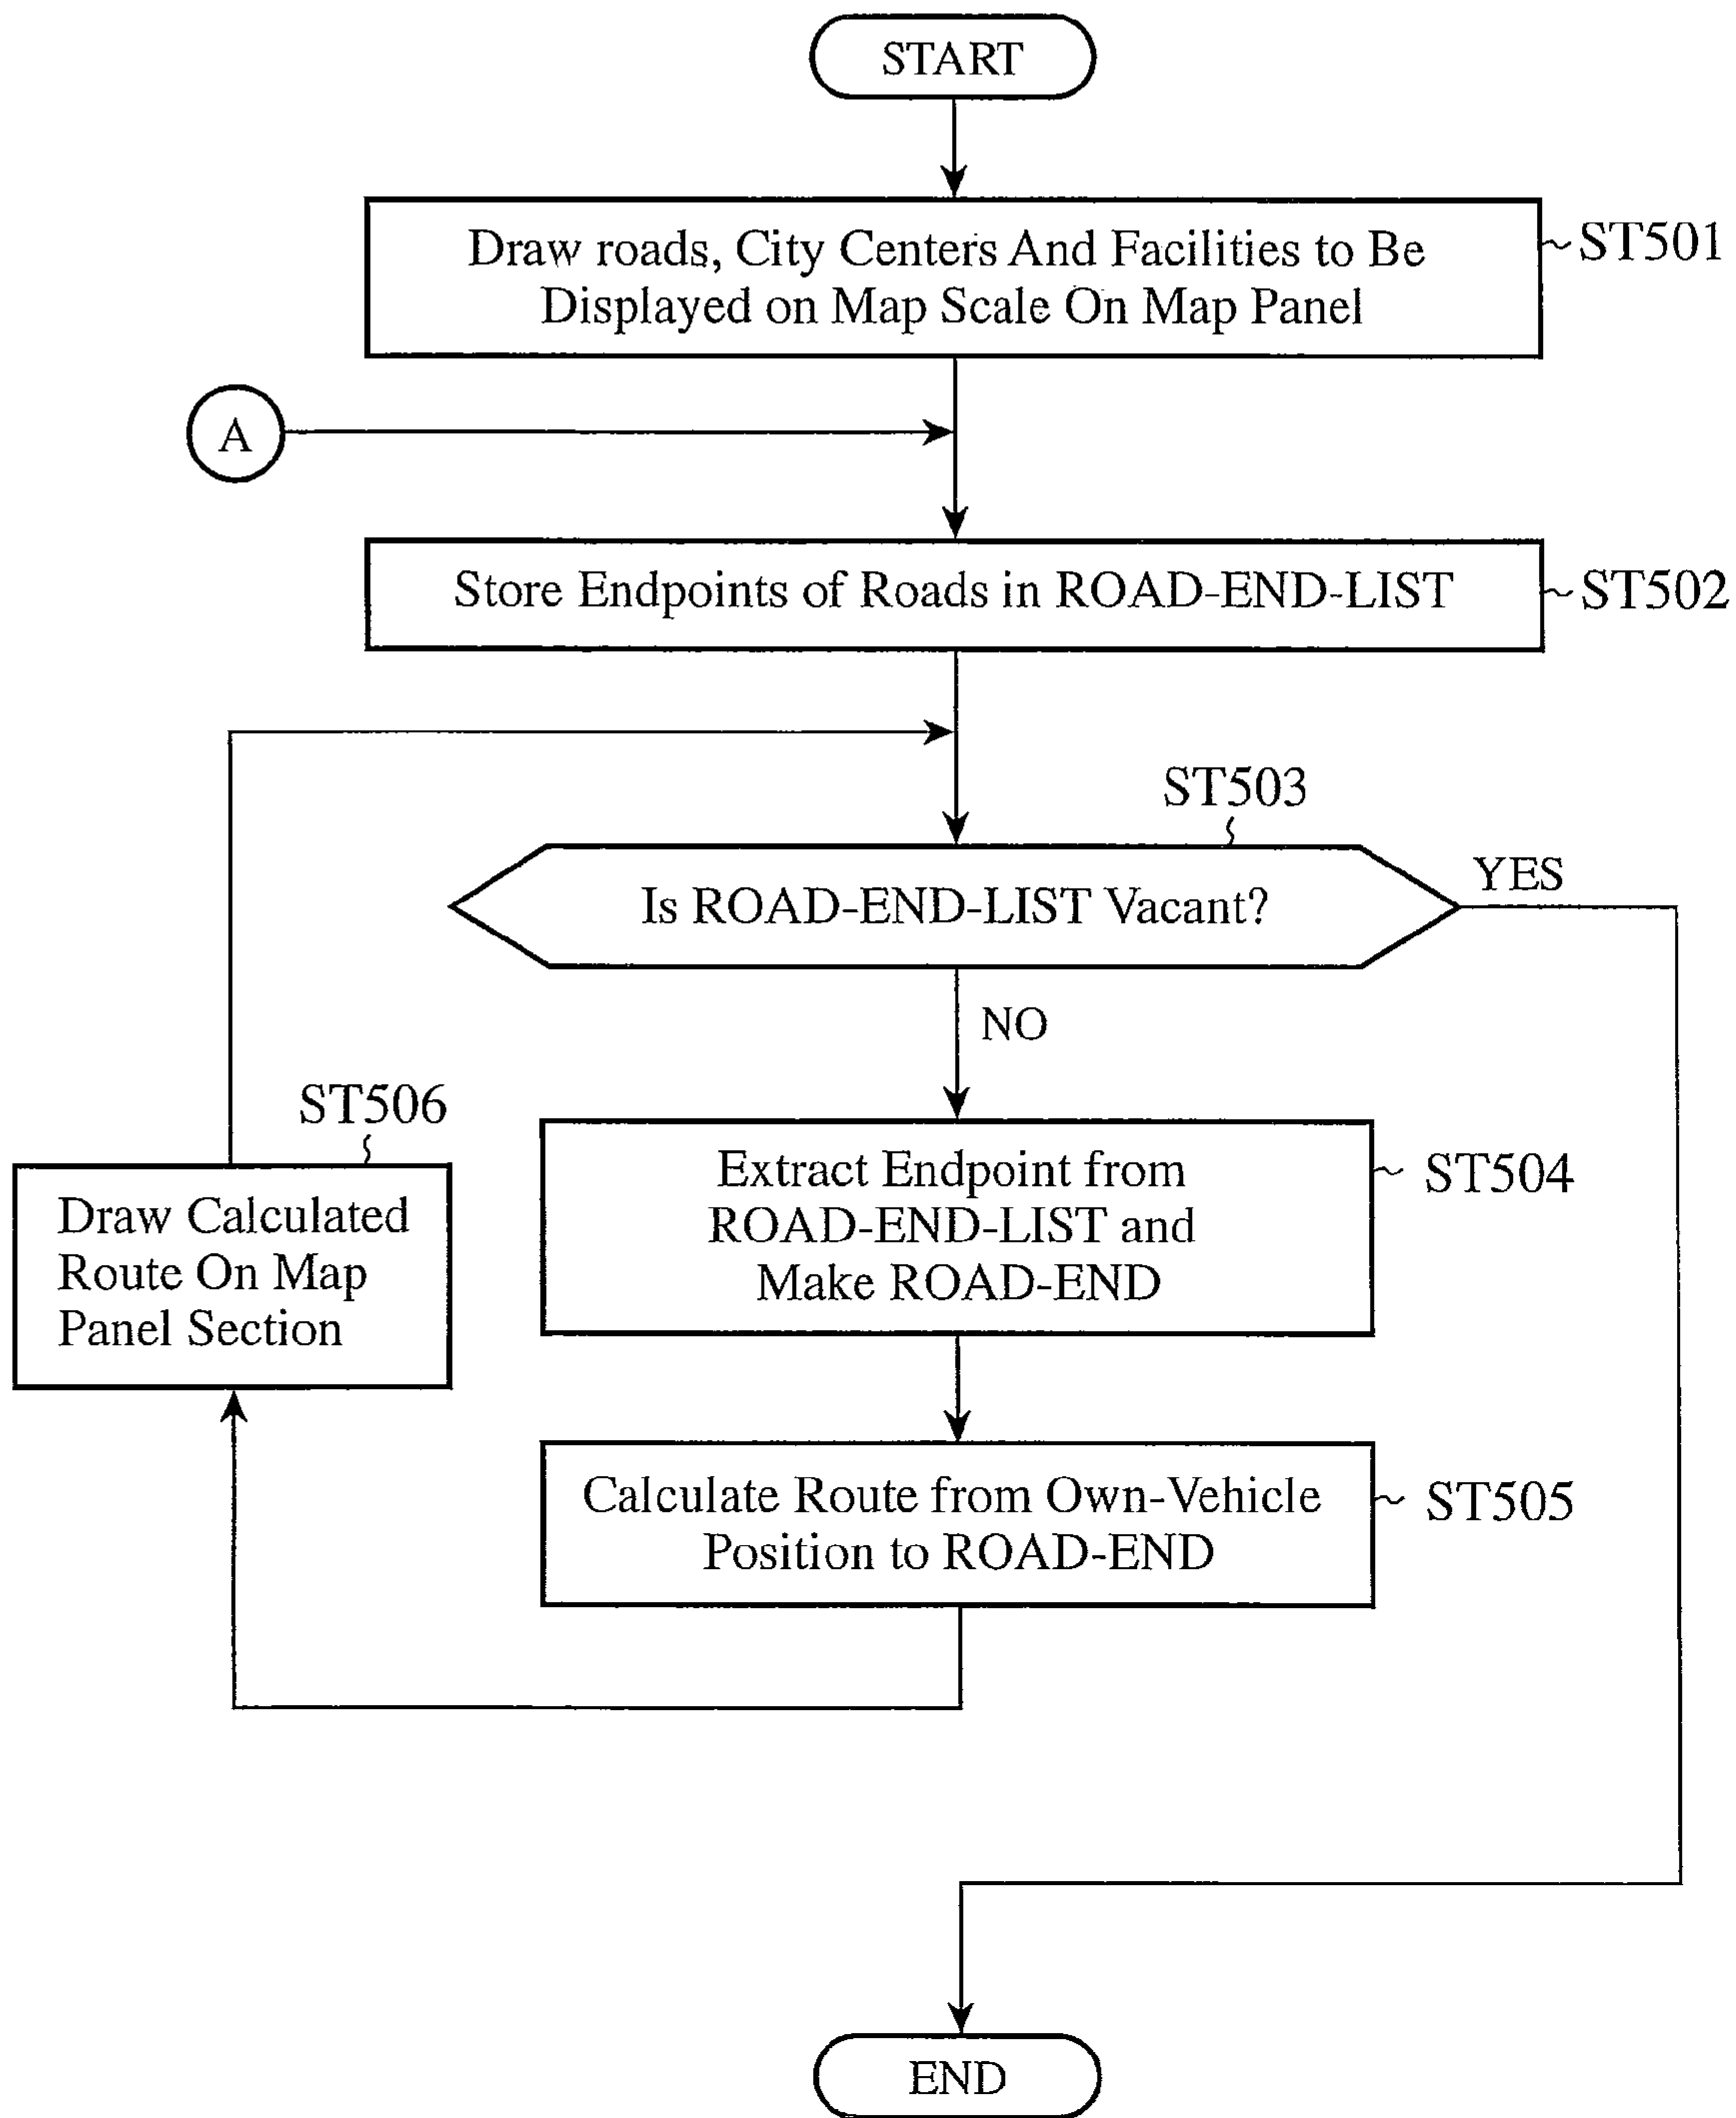 START
Draw roads, City Centers And Facilities to Be
Displayed on Map Scale On Map Panel
ST501
A
Store Endpoints of Roads in ROAD-END-LIST
ST502
ST503
Is ROAD-END-LIST Vacant?
YES
NO
ST506
Draw Calculated
Route On Map
Panel Section
Extract Endpoint from
ROAD-END-LIST and
Make ROAD-END
ST504
Calculate Route from Own-Vehicle
Position to ROAD-END
ST505
END